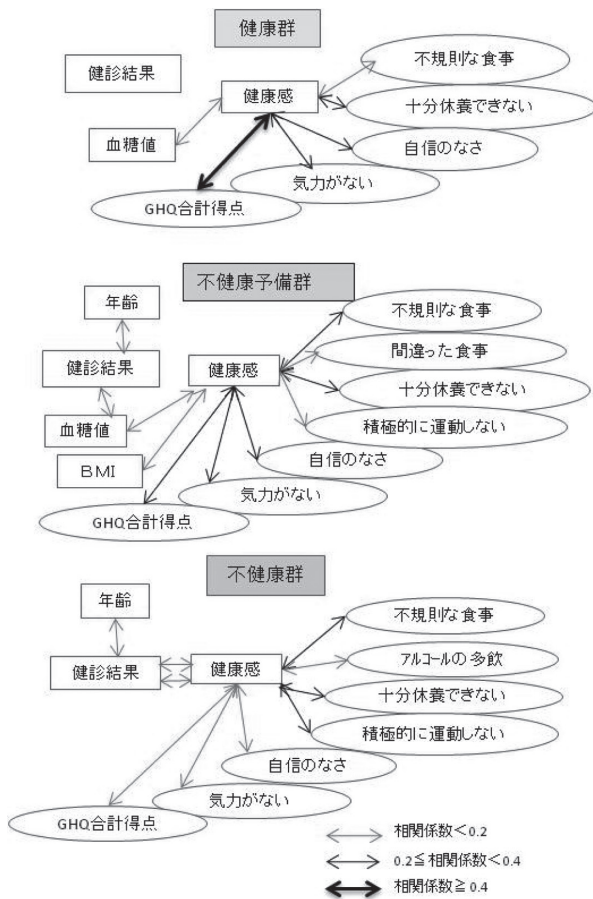 健康群
健診結果
健康感
血糖値
不規則な食事
十分休養できない
自信のなさ
気力がない
GHQ合計得点
不健康予備群
年齢
健診結果
健康感
血糖値
BMI
不規則な食事
間違った食事
十分休養できない
積極的に運動しない
自信のなさ
気力がない
GHQ合計得点
不健康群
年齢
健診結果
健康感
不規則な食事
アルコールの多飲
十分休養できない
積極的に運動しない
自信のなさ
気力がない
GHQ合計得点
相関係数<0.2
0.2≦相関係数<0.4
相関係数≧0.4